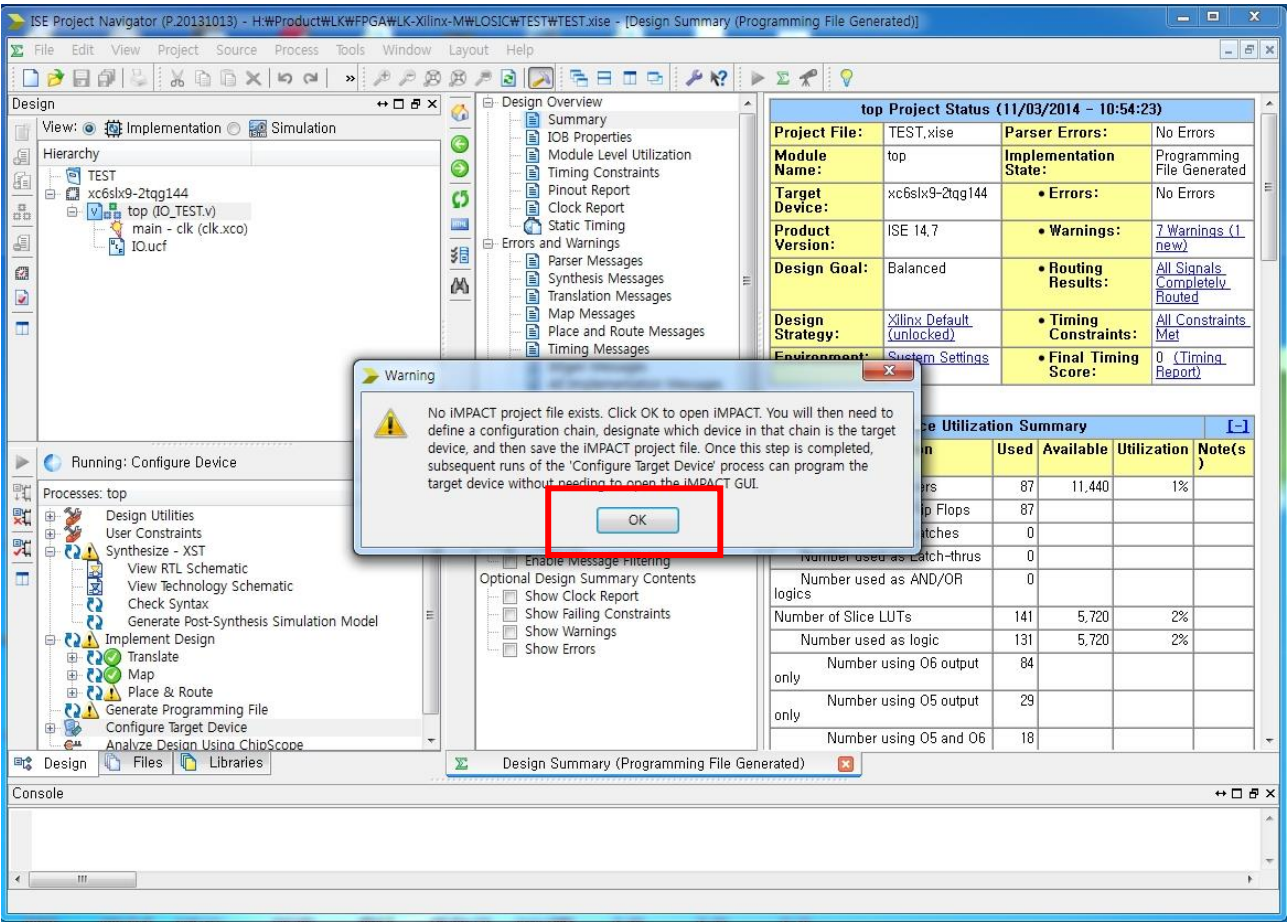 ISE Project Navigator (P.20131013) - H:₩Product₩LK₩FPGA₩LK-Xilinx-M₩LOSIC₩TEST₩TEST.xise - [Design Summary (Programming File Generated)]
File Edit View Project Source Process Tools Window Layout Help
Design
View: Implementation Simulation
Hierarchy
TEST
xc6slx9-2tqg144
top (IO_TEST.v)
main - clk (clk.xco)
IO.ucf
Running: Configure Device
Processes: top
Design Utilities
User Constraints
Synthesize - XST
View RTL Schematic
View Technology Schematic
Check Syntax
Generate Post-Synthesis Simulation Model
Implement Design
Translate
Map
Place & Route
Generate Programming File
Configure Target Device
Analyze Design Using ChipScope
Design Files Libraries
Design Overview
Summary
IOB Properties
Module Level Utilization
Timing Constraints
Pinout Report
Clock Report
Static Timing
Errors and Warnings
Parser Messages
Synthesis Messages
Translation Messages
Map Messages
Place and Route Messages
Timing Messages
Enable Message Filtering
Optional Design Summary Contents
Show Clock Report
Show Failing Constraints
Show Warnings
Show Errors
Design Summary (Programming File Generated)
top Project Status (11/03/2014 - 10:54:23)
Project File: TEST.xise Parser Errors: No Errors
Module Name: top Implementation State: Programming File Generated
Target Device: xc6slx9-2tqg144 • Errors: No Errors
Product Version: ISE 14.7 • Warnings: 7 Warnings (1 new)
Design Goal: Balanced • Routing Results: All Signals Completely Routed
Design Strategy: Xilinx Default (unlocked) • Timing Constraints: All Constraints Met
Environment: System Settings • Final Timing Score: 0 (Timing Report)
Warning
No iMPACT project file exists. Click OK to open iMPACT. You will then need to
define a configuration chain, designate which device in that chain is the target
device, and then save the iMPACT project file. Once this step is completed,
subsequent runs of the 'Configure Target Device' process can program the
target device without needing to open the iMPACT GUI.
OK
Utilization Summary [-]
Used Available Utilization Note(s)
87 11,440 1%
87
0
Number used as Latch-thrus 0
Number used as AND/OR logics 0
Number of Slice LUTs 141 5,720 2%
Number used as logic 131 5,720 2%
Number using O6 output only 84
Number using O5 output only 29
Number using O5 and O6 18
Console